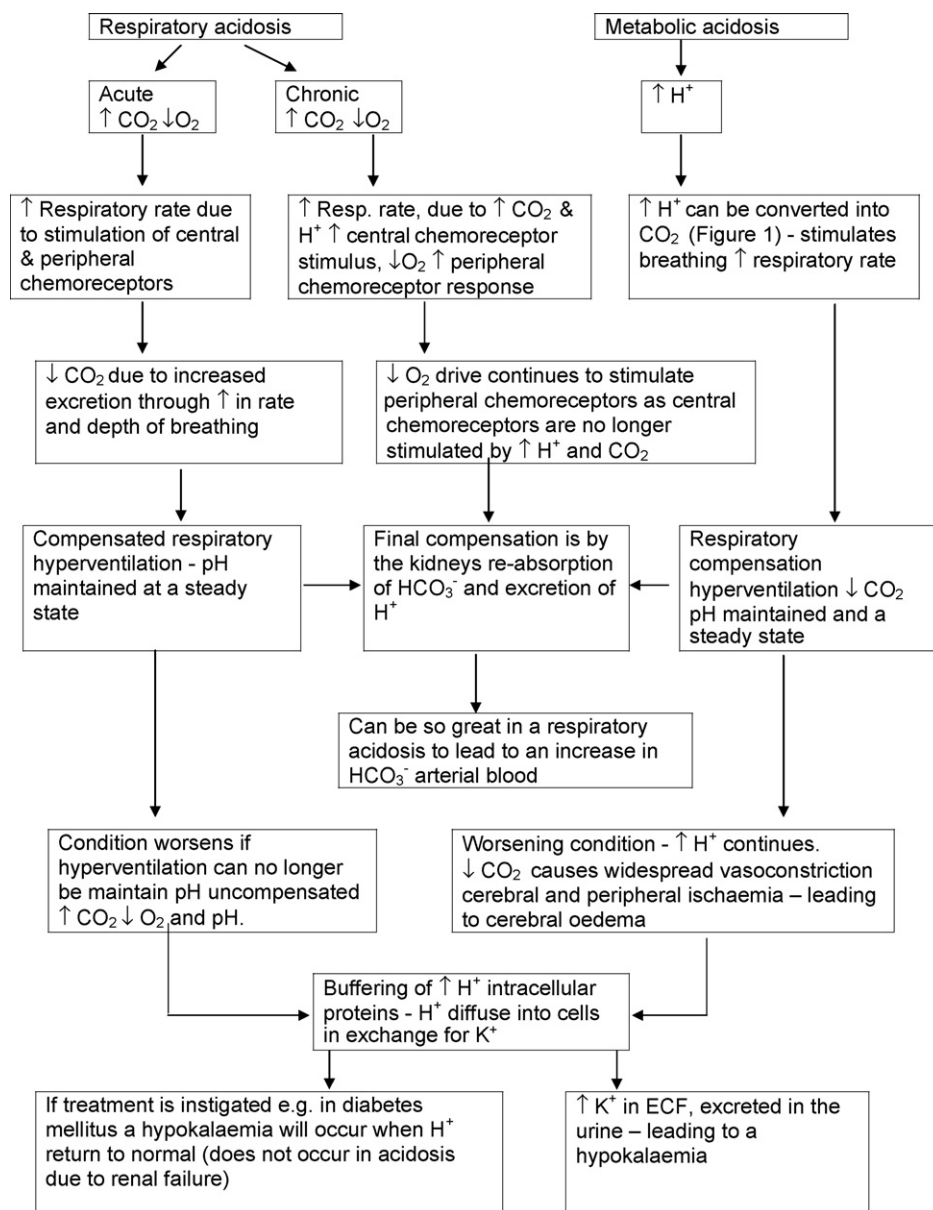 Respiratory acidosis
Metabolic acidosis
Acute
↑ CO₂ ↓O₂
Chronic
↑ CO₂ ↓O₂
↑ H⁺
↑ Respiratory rate due
to stimulation of central
& peripheral
chemoreceptors
↑ Resp. rate, due to ↑ CO₂ &
H⁺ ↑ central chemoreceptor
stimulus, ↓O₂ ↑ peripheral
chemoreceptor response
↑ H⁺ can be converted into
CO₂ (Figure 1) - stimulates
breathing ↑ respiratory rate
↓ CO₂ due to increased
excretion through ↑ in rate
and depth of breathing
↓ O₂ drive continues to stimulate
peripheral chemoreceptors as central
chemoreceptors are no longer
stimulated by ↑ H⁺ and CO₂
Compensated respiratory
hyperventilation - pH
maintained at a steady
state
Final compensation is by
the kidneys re-absorption
of HCO₃⁻ and excretion of
H⁺
Respiratory
compensation
hyperventilation ↓ CO₂
pH maintained and a
steady state
Can be so great in a respiratory
acidosis to lead to an increase in
HCO₃⁻ arterial blood
Condition worsens if
hyperventilation can no longer
be maintain pH uncompensated
↑ CO₂ ↓ O₂ and pH.
Worsening condition - ↑ H⁺ continues.
↓ CO₂ causes widespread vasoconstriction
cerebral and peripheral ischaemia – leading
to cerebral oedema
Buffering of ↑ H⁺ intracellular
proteins - H⁺ diffuse into cells
in exchange for K⁺
If treatment is instigated e.g. in diabetes
mellitus a hypokalaemia will occur when H⁺
return to normal (does not occur in acidosis
due to renal failure)
↑ K⁺ in ECF, excreted in the
urine – leading to a
hypokalaemia